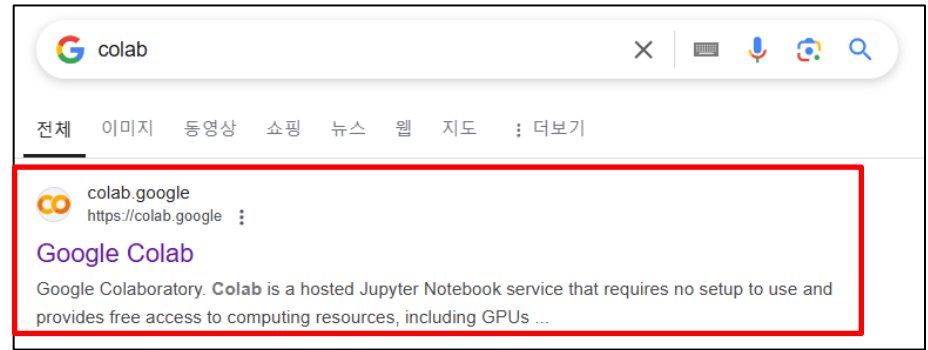 colab
전체 이미지 동영상 쇼핑 뉴스 웹 지도 더보기
colab.google
https://colab.google
Google Colab
Google Colaboratory. Colab is a hosted Jupyter Notebook service that requires no setup to use and
provides free access to computing resources, including GPUs ...